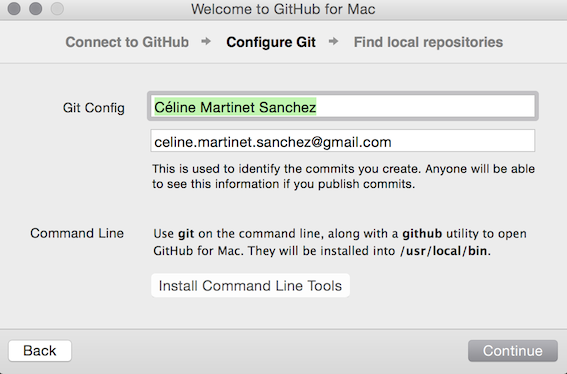 Welcome to GitHub for Mac
Connect to GitHub → Configure Git → Find local repositories
Git Config
Céline Martinet Sanchez
celine.martinet.sanchez@gmail.com
This is used to identify the commits you create. Anyone will be able
to see this information if you publish commits.
Command Line
Use git on the command line, along with a github utility to open
GitHub for Mac. They will be installed into /usr/local/bin.
Install Command Line Tools
Back
Continue